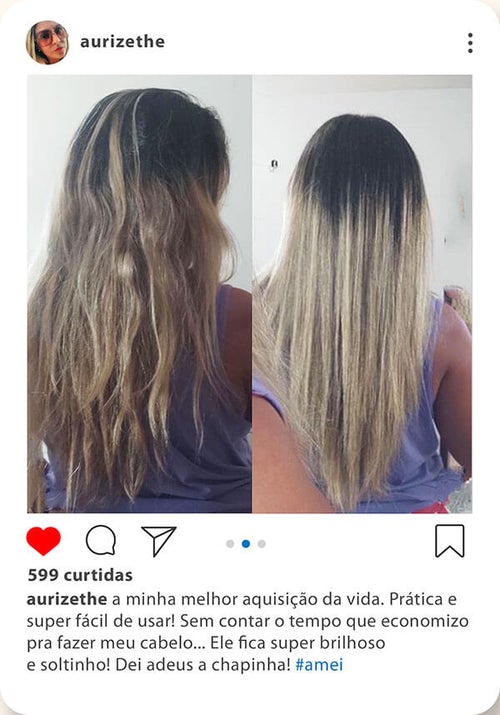 aurizethe
599 curtidas
aurizethe a minha melhor aquisição da vida. Prática e
super fácil de usar! Sem contar o tempo que economizo
pra fazer meu cabelo... Ele fica super brilhoso
e soltinho! Dei adeus a chapinha! #amei